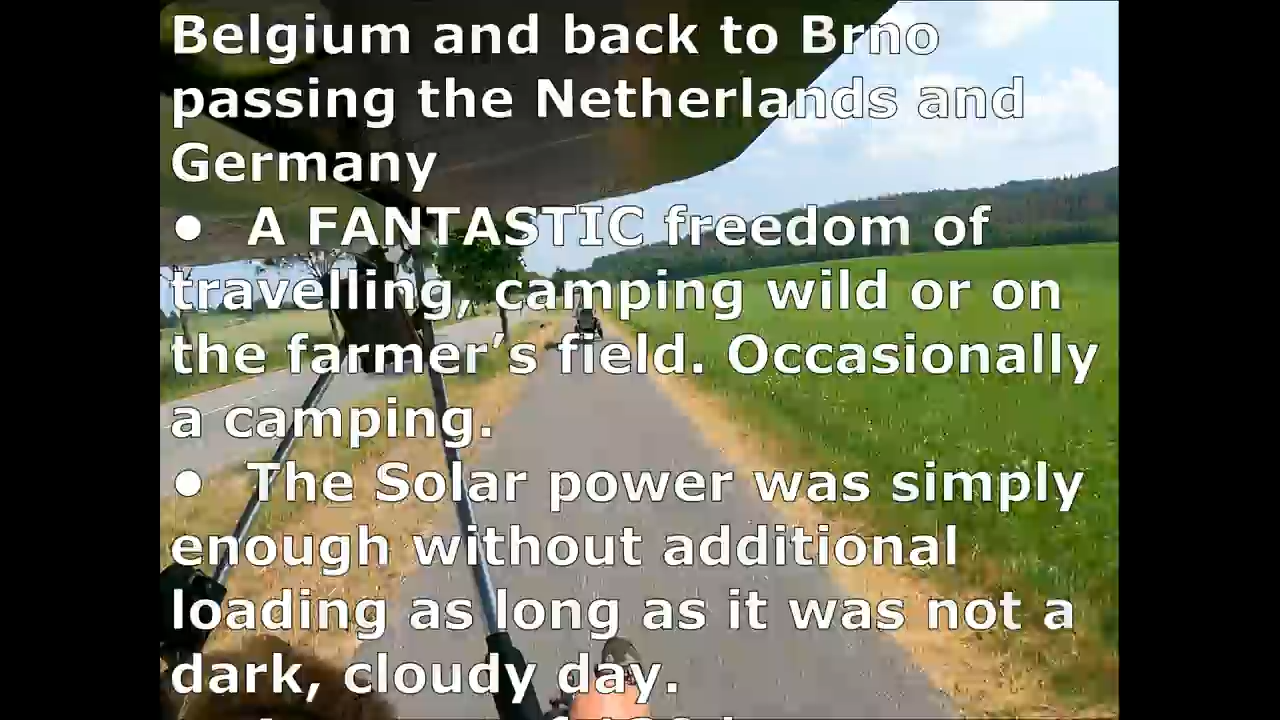 Belgium and back to Brno
passing the Netherlands and
Germany
● A FANTASTIC freedom of
travelling, camping wild or on
the farmer’s field. Occasionally
a camping.
● The Solar power was simply
enough without additional
loading as long as it was not a
dark, cloudy day.